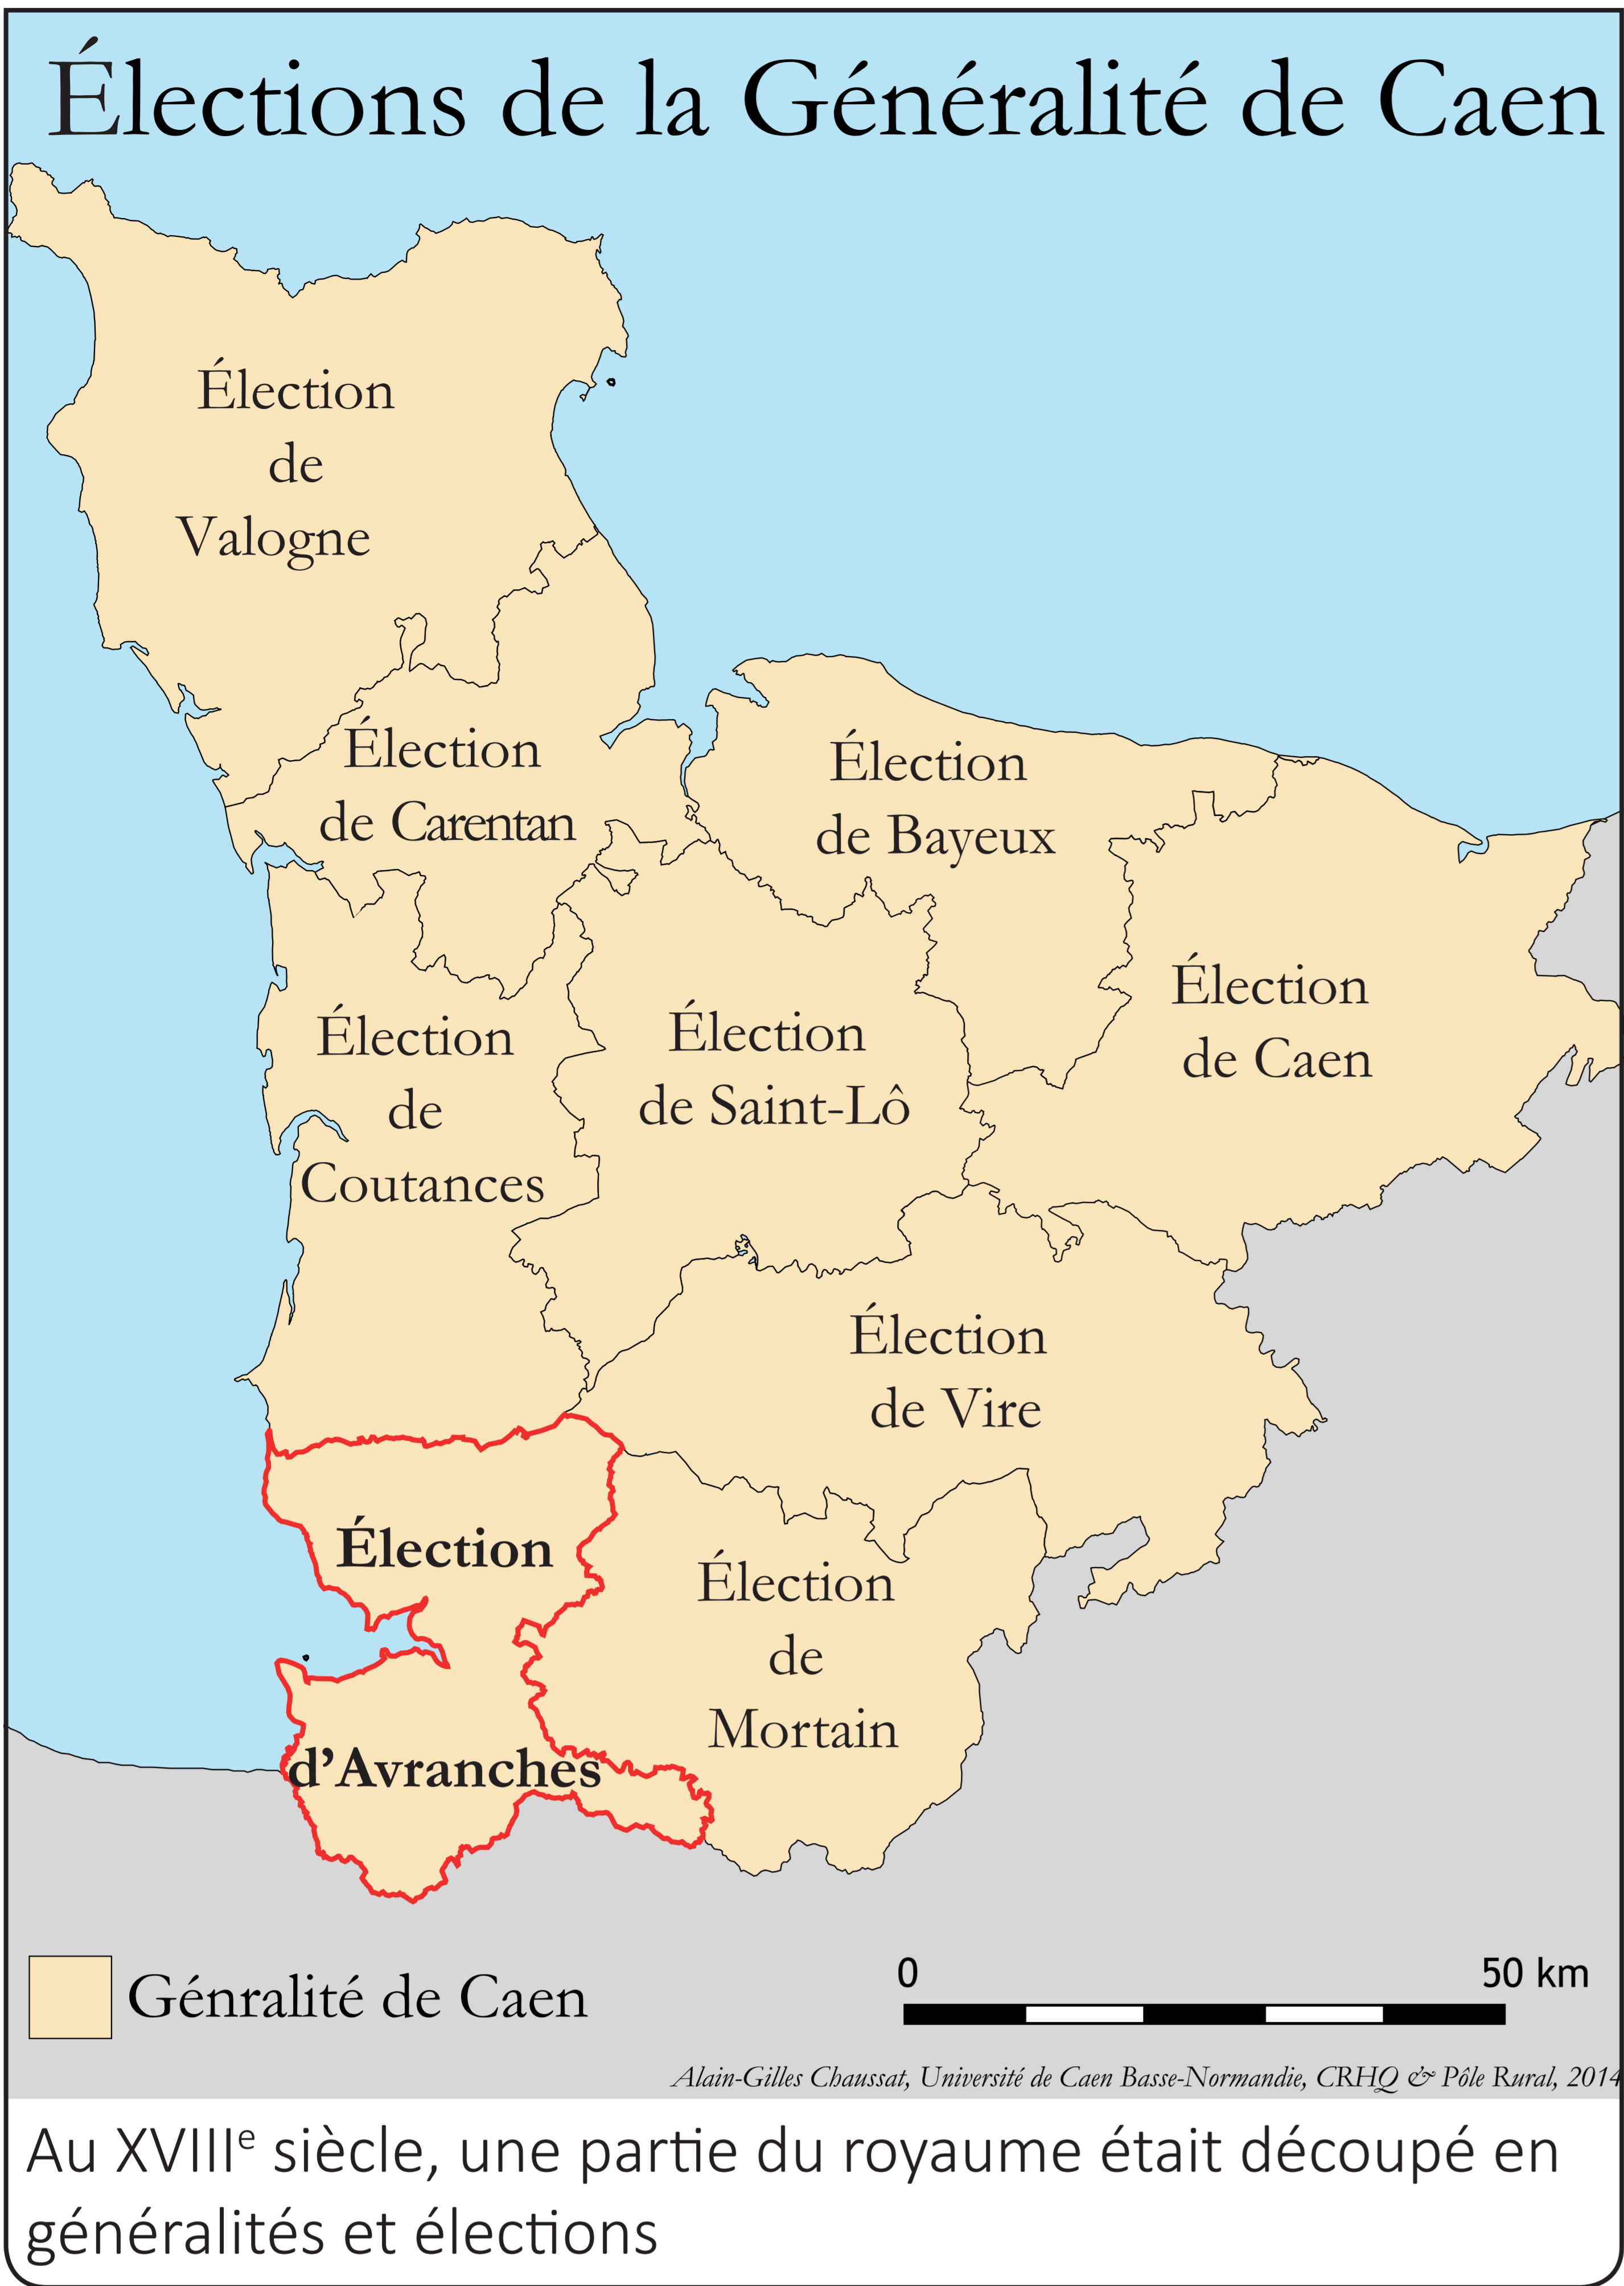 Élections de la Généralité de Caen
Élection
de
Valogne
Élection
de Carentan
Élection
de Bayeux
Élection
de Caen
Élection
de
Coutances
Élection
de Saint-Lô
Élection
de Vire
Élection
d'Avranches
Élection
de
Mortain
Génralité de Caen
0 50 km
Alain-Gilles Chaussat, Université de Caen Basse-Normandie, CRHQ & Pôle Rural, 2014
Au XVIIIe siècle, une partie du royaume était découpé en
généralités et élections